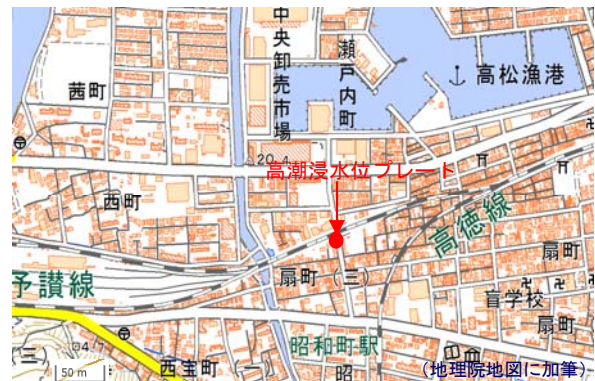 中央卸売市場
瀬戸内町
高松漁港
茜町
20.4
高潮浸水位プレート
西町
高徳線
扇町
予讃線
扇町(三)
盲学校
扇町
昭和町駅
(二)
4.7
西宝町
(一)
昭
50 m
(地理院地図に加筆)